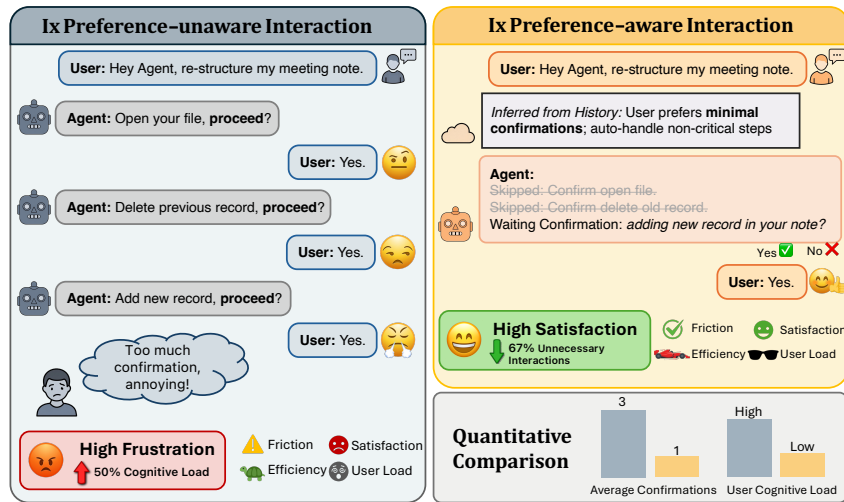 Ix Preference-unaware Interaction
User: Hey Agent, re-structure my meeting note.
Agent: Open your file, proceed?
User: Yes.
Agent: Delete previous record, proceed?
User: Yes.
Agent: Add new record, proceed?
User: Yes.
Too much
confirmation,
annoying!
High Frustration
50% Cognitive Load
Friction
Satisfaction
Efficiency
User Load
Ix Preference-aware Interaction
User: Hey Agent, re-structure my meeting note.
Inferred from History: User prefers minimal
confirmations; auto-handle non-critical steps
Agent:
Skipped: Confirm open file.
Skipped: Confirm delete old record.
Waiting Confirmation: adding new record in your note?
Yes
No
User: Yes.
High Satisfaction
67% Unnecessary
Interactions
Friction
Satisfaction
Efficiency
User Load
Quantitative
Comparison
3
1
Average Confirmations
High
Low
User Cognitive Load